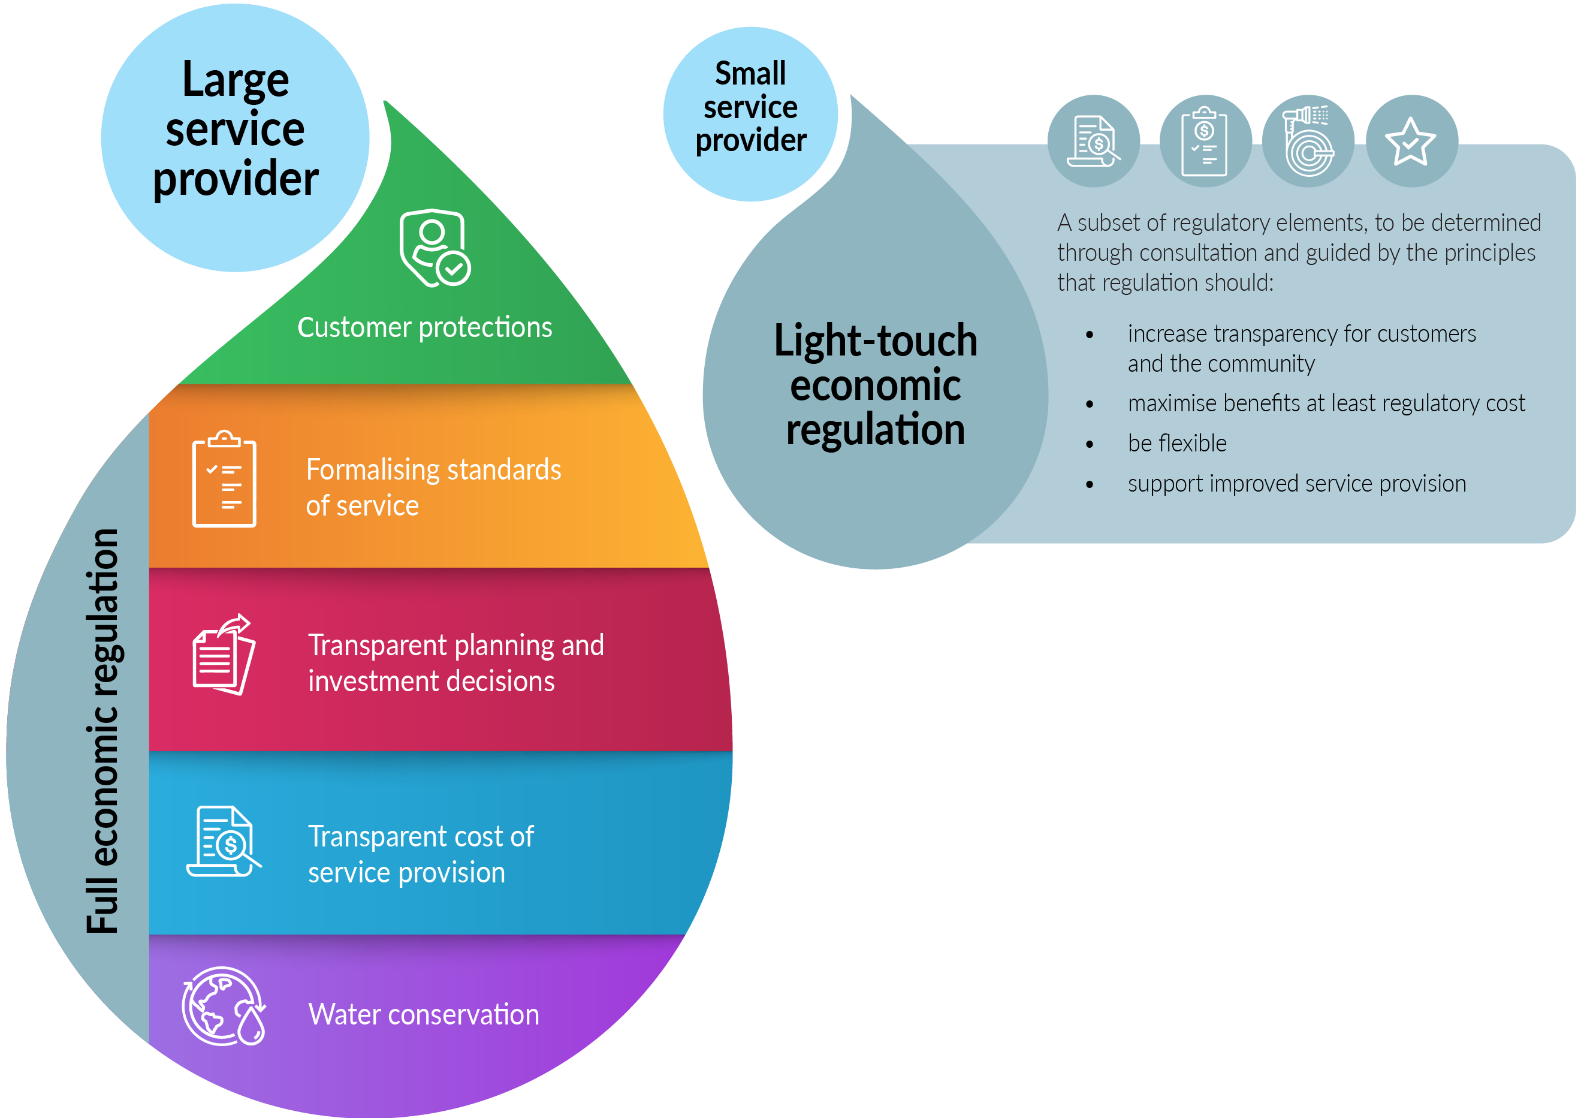 Large
service
provider
Customer protections
Formalising standards
of service
Transparent planning and
investment decisions
Transparent cost of
service provision
Water conservation
Full economic regulation
Small
service
provider
Light-touch
economic
regulation
A subset of regulatory elements, to be determined
through consultation and guided by the principles
that regulation should:
• increase transparency for customers
and the community
• maximise benefits at least regulatory cost
• be flexible
• support improved service provision